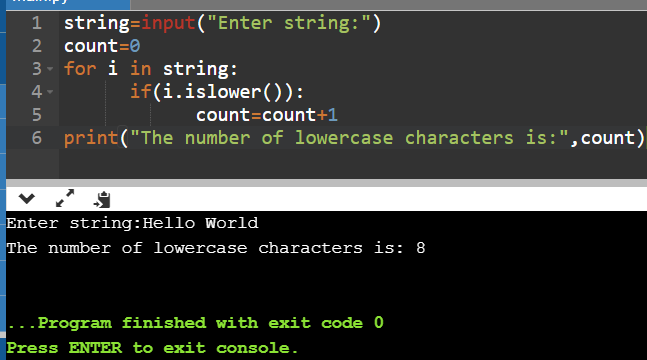 1 string=input("Enter string:")
2 count=0
3 for i in string:
4 if(i.islower()):
5 count=count+1
6 print("The number of lowercase characters is:",count)
Enter string:Hello World
The number of lowercase characters is: 8
...Program finished with exit code 0
Press ENTER to exit console.